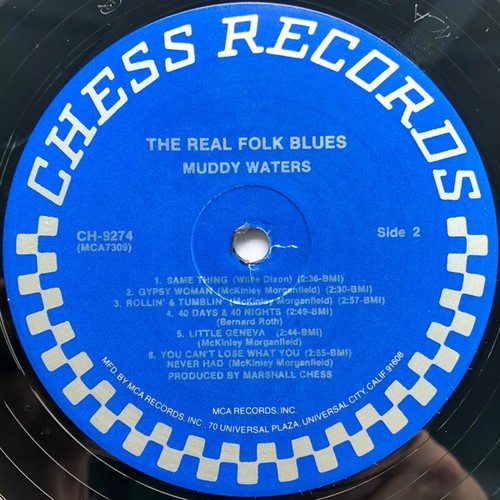 CHESS RECORDS
THE REAL FOLK BLUES
MUDDY WATERS
CH-9274
(MCA7309)
Side 2
1. SAME THING (Willie Dixon) (2:36-BMI)
2. GYPSY WOMAN (McKinley Morganfield) (2:30-BMI)
3. ROLLIN' & TUMBLIN' (McKinley Morganfield) (2:57-BMI)
4. 40 DAYS & 40 NIGHTS (2:49-BMI)
(Bernard Roth)
5. LITTLE GENEVA (2:44-BMI)
(McKinley Morganfield)
6. YOU CAN'T LOSE WHAT YOU (2:55-BMI)
NEVER HAD (McKinley Morganfield)
PRODUCED BY MARSHALL CHESS
MCA RECORDS, INC.
MFD. BY MCA RECORDS, INC., 70 UNIVERSAL PLAZA, UNIVERSAL CITY, CALIF. 91608